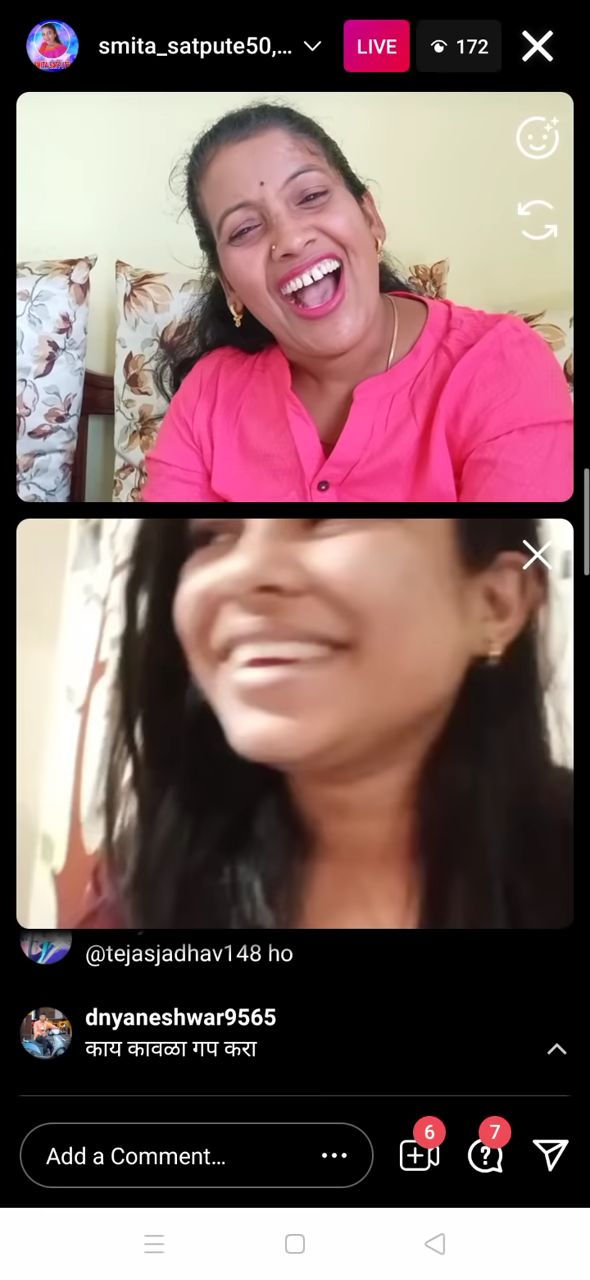 smita_satpute50,...
LIVE
172
@tejasjadhav148 ho
dnyaneshwar9565
काय कावळा गप करा
Add a Comment...
6
7